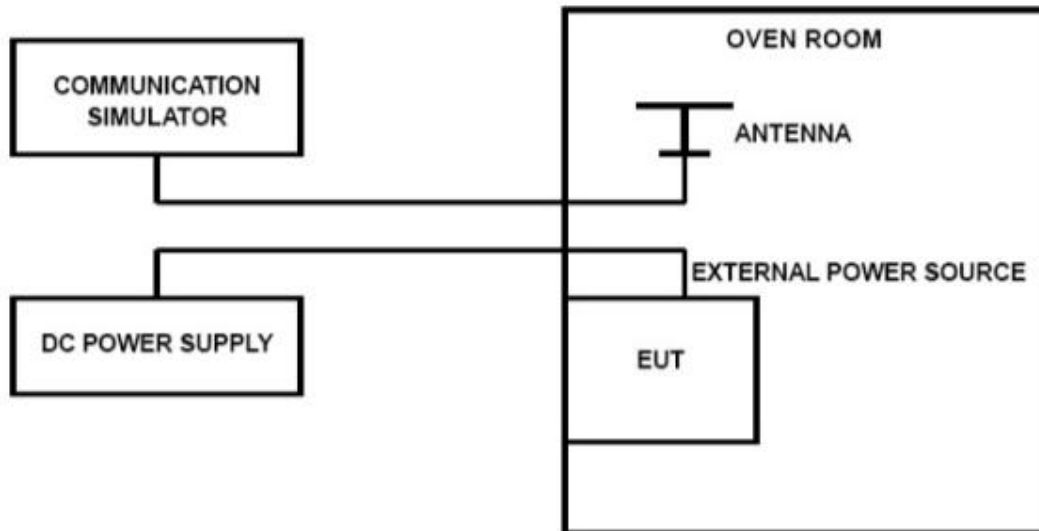 OVEN ROOM
COMMUNICATION
SIMULATOR
ANTENNA
EXTERNAL POWER SOURCE
DC POWER SUPPLY
EUT